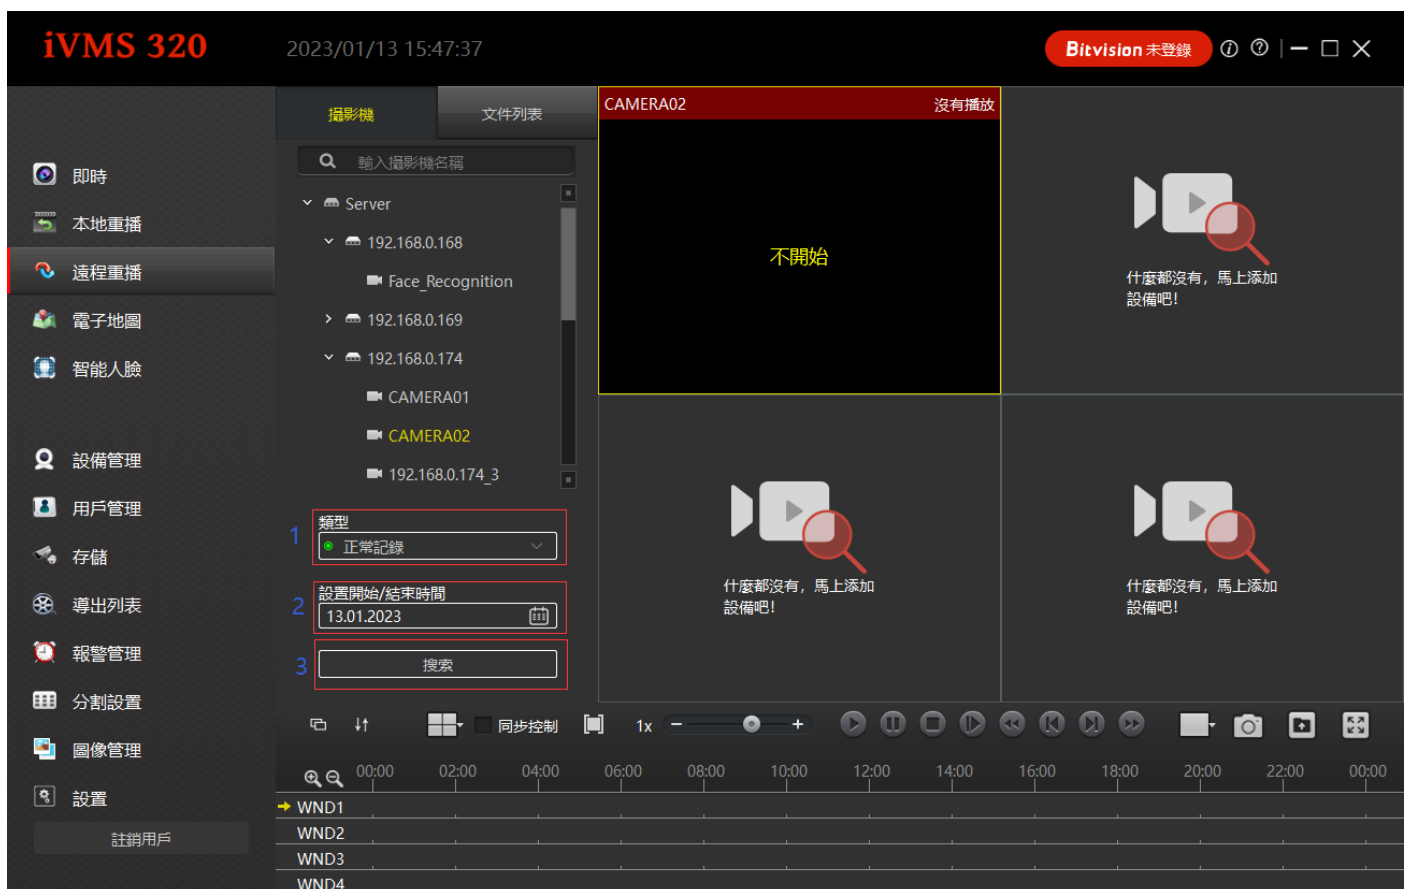 iVMS 320
2023/01/13 15:47:37
Bitvision 未登錄
即時
本地重播
遠程重播
電子地圖
智能人臉
設備管理
用戶管理
存儲
導出列表
報警管理
分割設置
圖像管理
設置
註銷用戶
攝影機
文件列表
輸入攝影機名稱
Server
192.168.0.168
Face_Recognition
192.168.0.169
192.168.0.174
CAMERA01
CAMERA02
192.168.0.174_3
1
類型
正常記錄
2
設置開始/結束時間
13.01.2023
3
搜索
CAMERA02 沒有播放
不開始
什麼都沒有，馬上添加
設備吧！
什麼都沒有，馬上添加
設備吧！
什麼都沒有，馬上添加
設備吧！
同步控制
1x
00:00 02:00 04:00 06:00 08:00 10:00 12:00 14:00 16:00 18:00 20:00 22:00 00:00
WND1
WND2
WND3
WND4